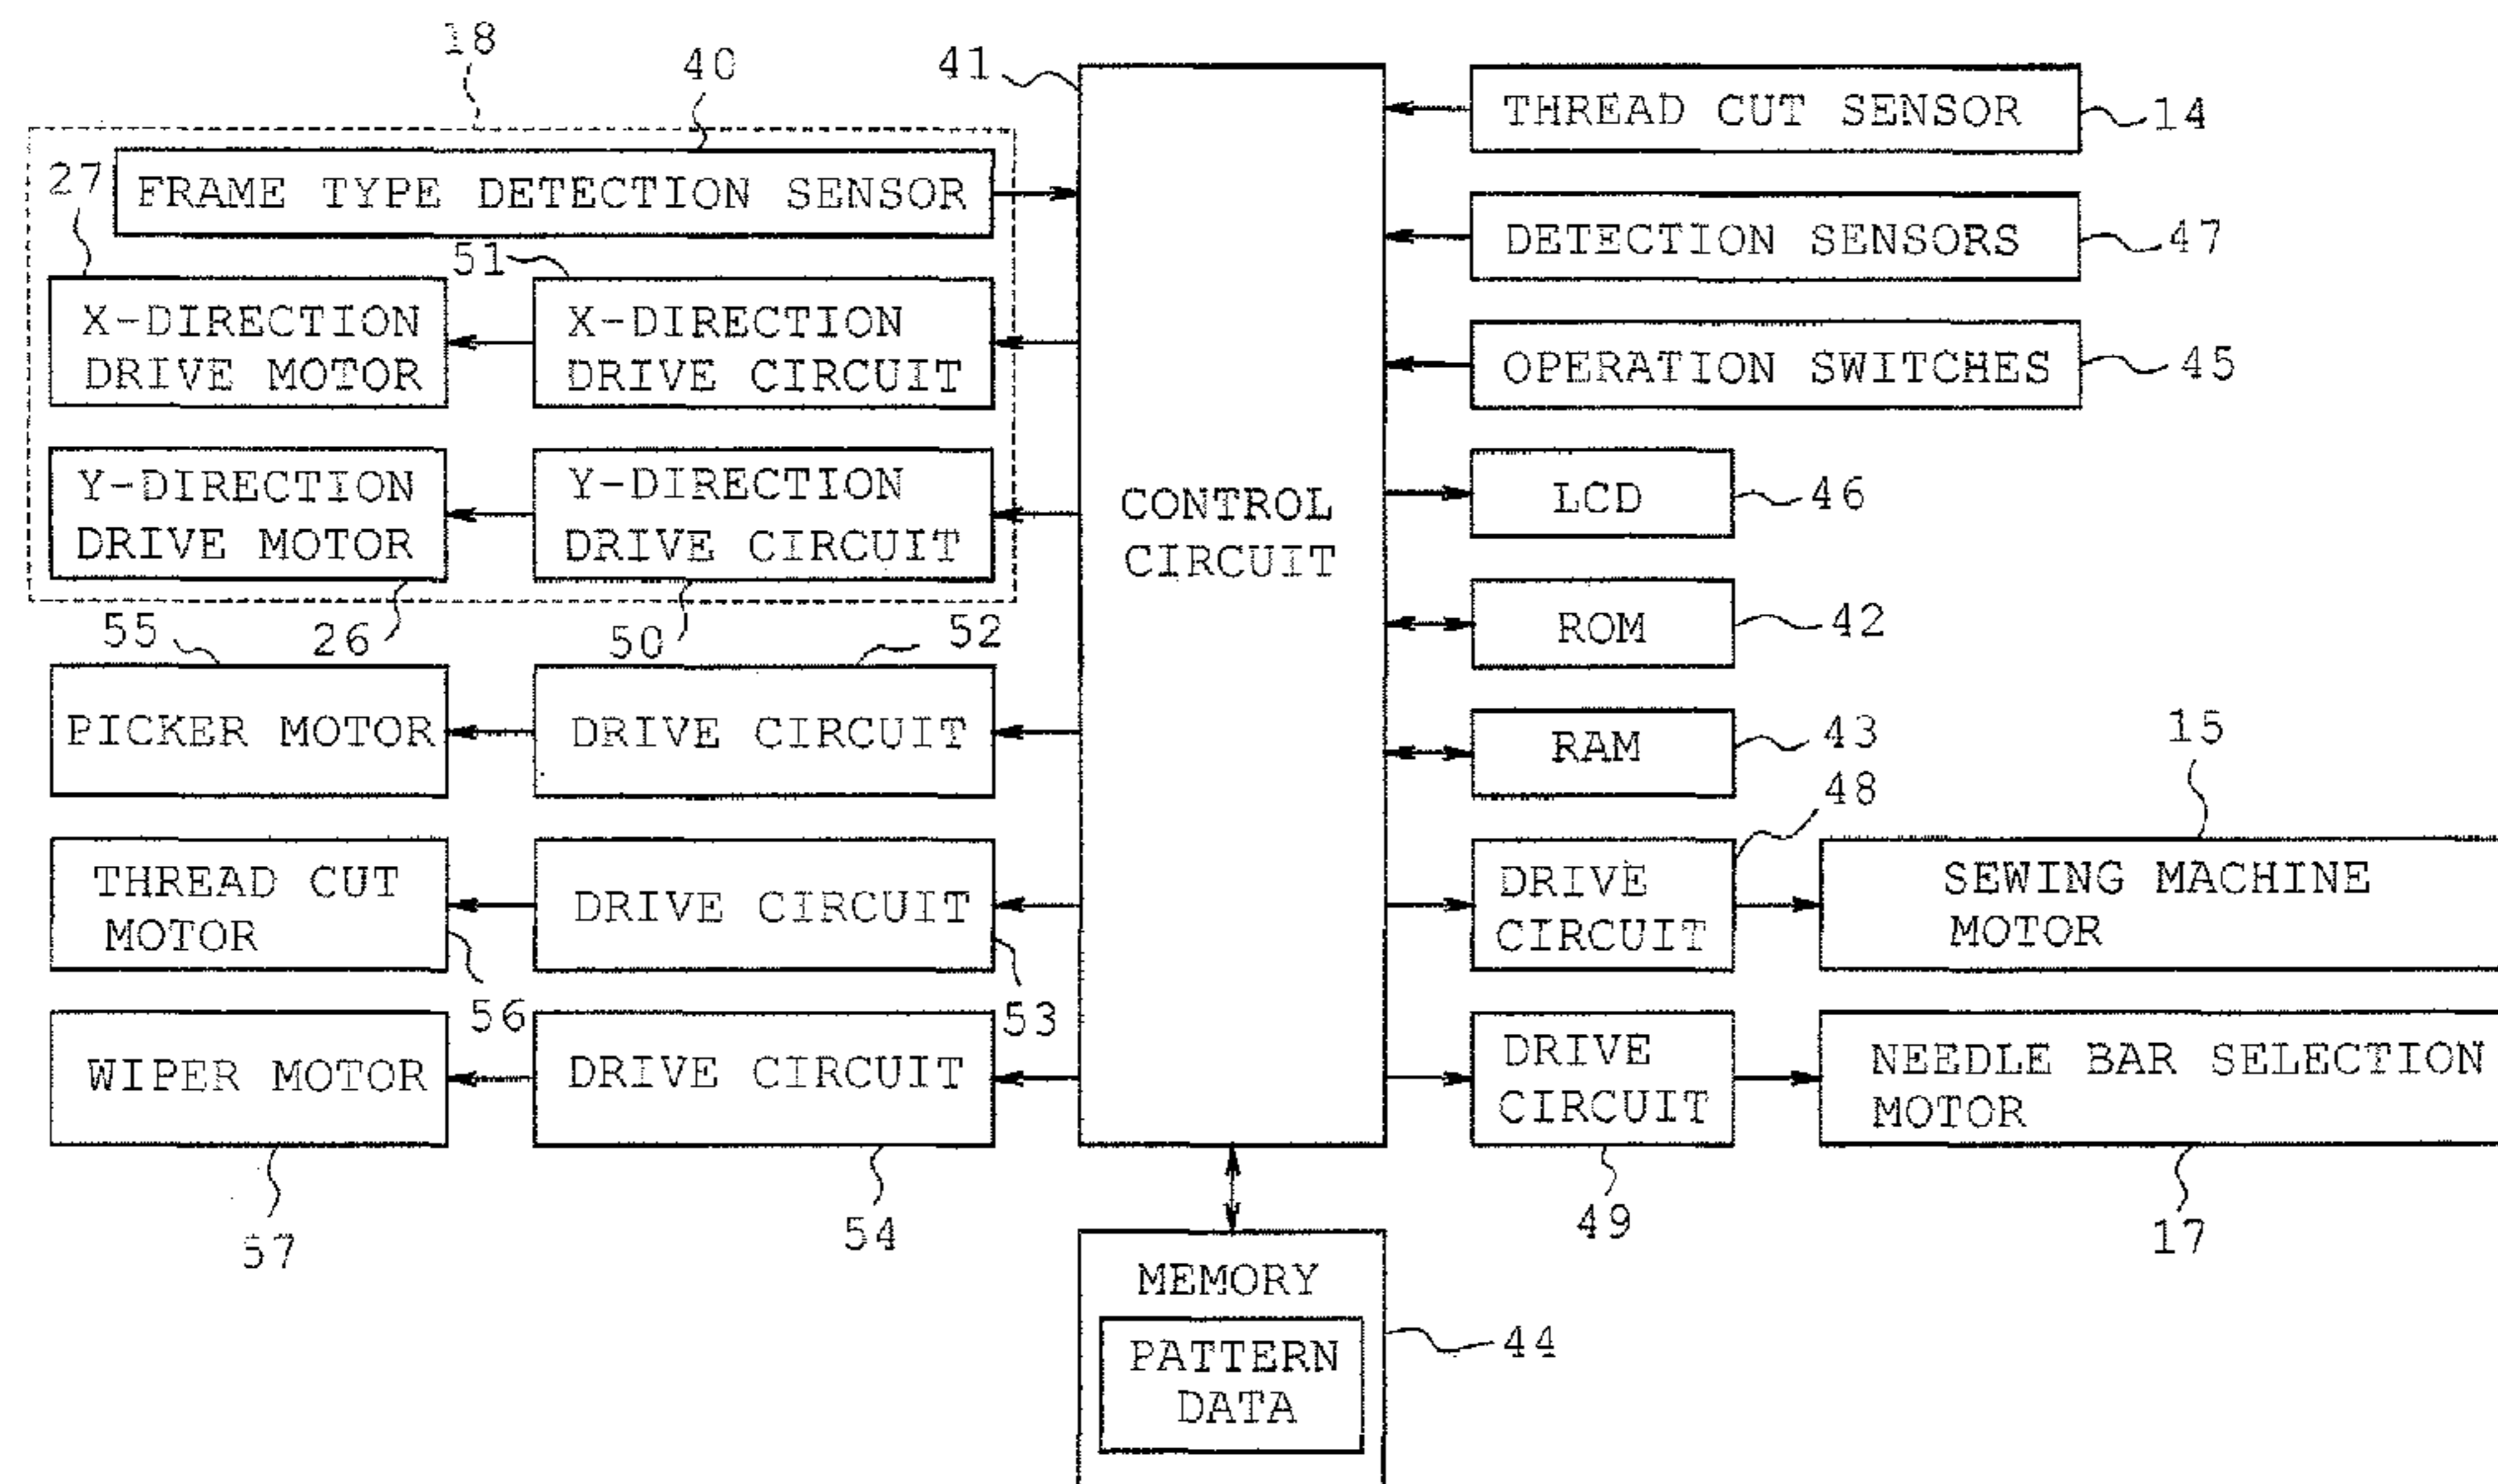 18
40
41
THREAD CUT SENSOR
14
27
FRAME TYPE DETECTION SENSOR
DETECTION SENSORS
47
51
X-DIRECTION
DRIVE MOTOR
X-DIRECTION
DRIVE CIRCUIT
OPERATION SWITCHES
45
Y-DIRECTION
DRIVE MOTOR
Y-DIRECTION
DRIVE CIRCUIT
CONTROL
CIRCUIT
LCD
46
55
26
50
52
ROM
42
PICKER MOTOR
DRIVE CIRCUIT
RAM
43
15
48
THREAD CUT
MOTOR
DRIVE CIRCUIT
DRIVE
CIRCUIT
SEWING MACHINE
MOTOR
56
53
WIPER MOTOR
DRIVE CIRCUIT
DRIVE
CIRCUIT
NEEDLE BAR SELECTION
MOTOR
57
54
49
17
MEMORY
PATTERN
DATA
44